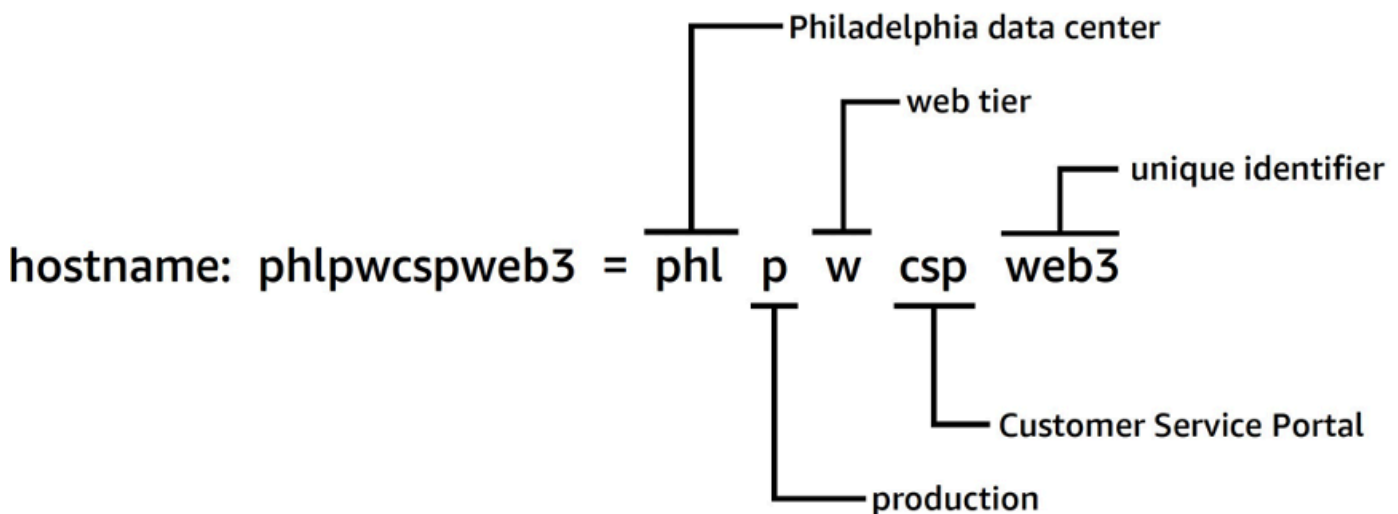 Philadelphia data center
web tier
unique identifier
hostname: phlpwcspweb3 = phl p w csp web3
Customer Service Portal
production